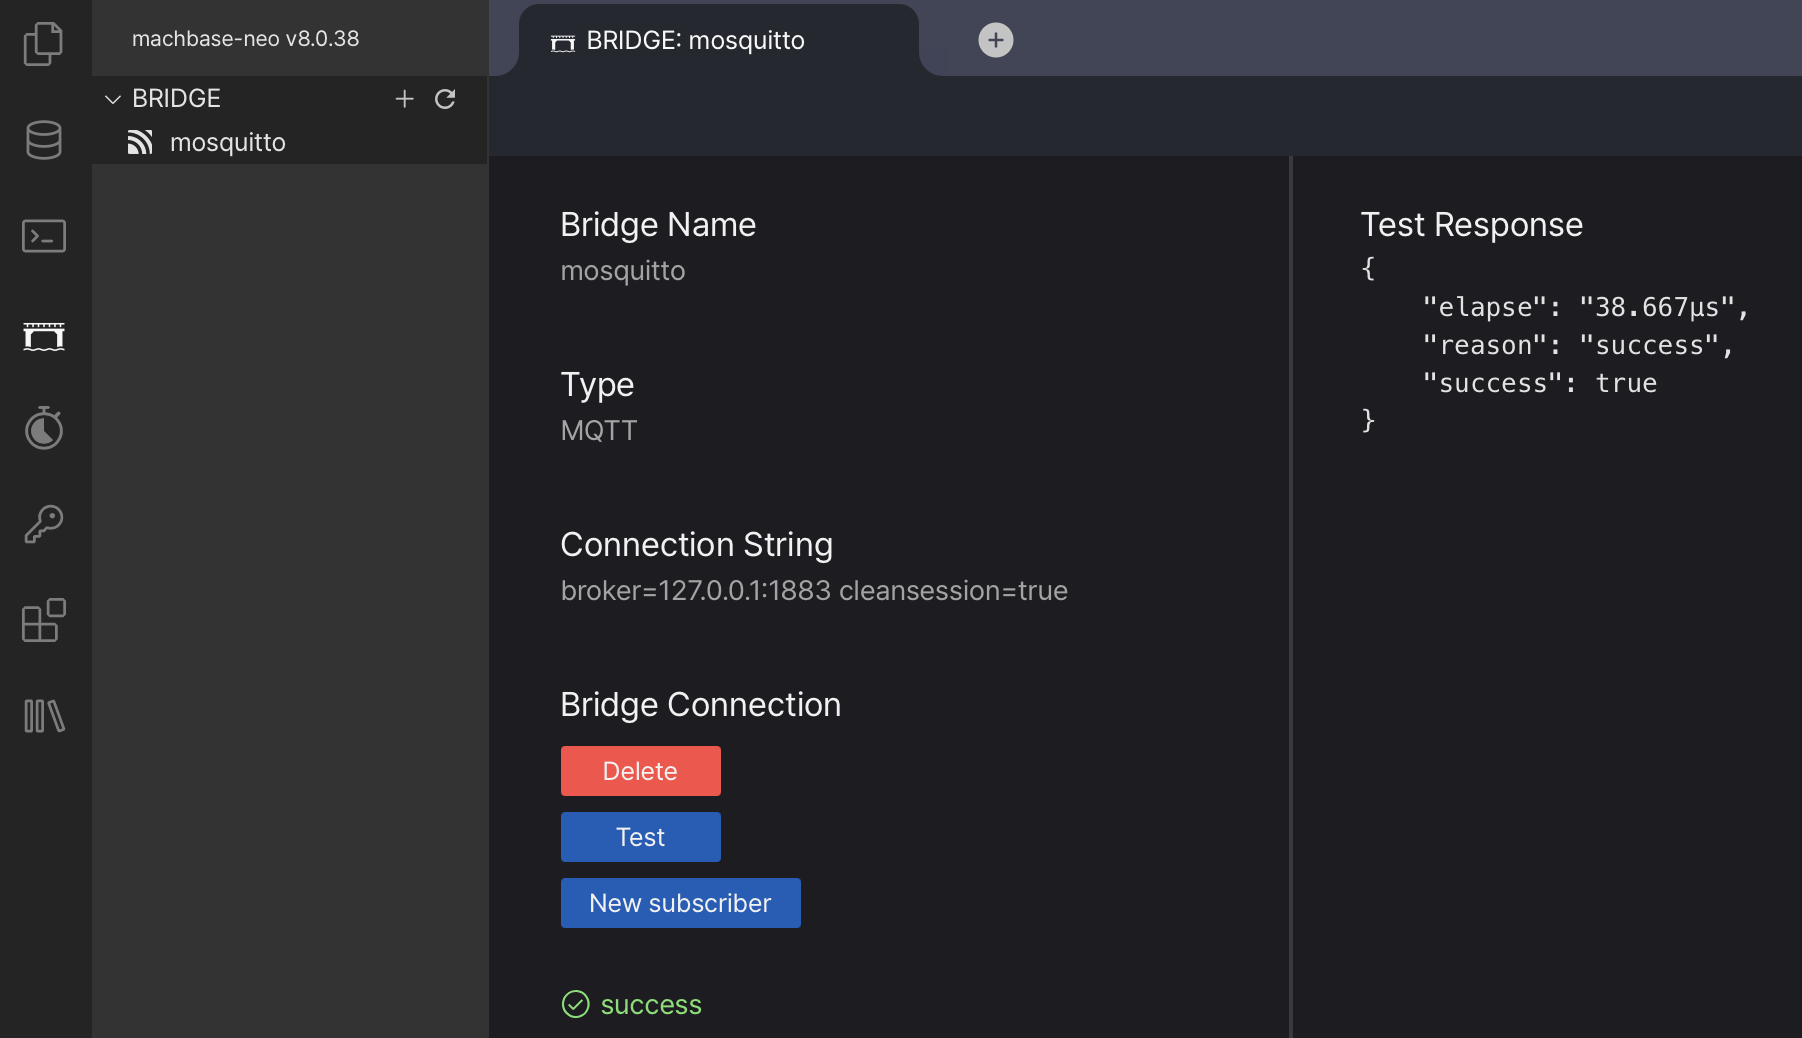 machbase-neo v8.0.38
BRIDGE: mosquitto
BRIDGE
mosquitto
Bridge Name
mosquitto
Type
MQTT
Connection String
broker=127.0.0.1:1883 cleansession=true
Bridge Connection
Delete
Test
New subscriber
success
Test Response
{
    "elapse": "38.667µs",
    "reason": "success",
    "success": true
}